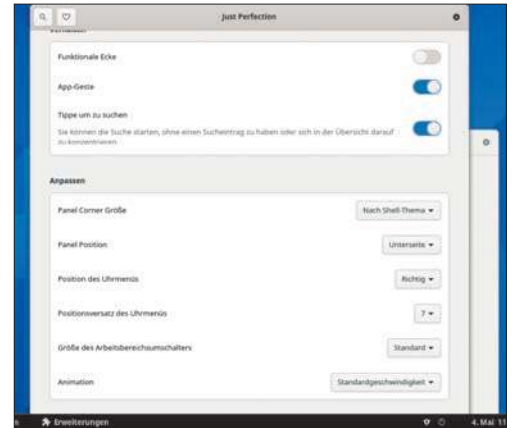 Just Perfection
Verhalten
Funktionale Ecke
App-Geste
Tippe um zu suchen
Sie können die Suche starten, ohne einen Sucheintrag zu haben oder sich in der Übersicht darauf
zu konzentrieren
Anpassen
Panel Corner Größe
Nach Shell-Thema
Panel Position
Unterseite
Position des Uhrmenüs
Richtig
Positionsversatz des Uhrmenüs
7
Größe des Arbeitsbereichsumschalters
Standard
Animation
Standardgeschwindigkeit
Erweiterungen
4. Mai 11